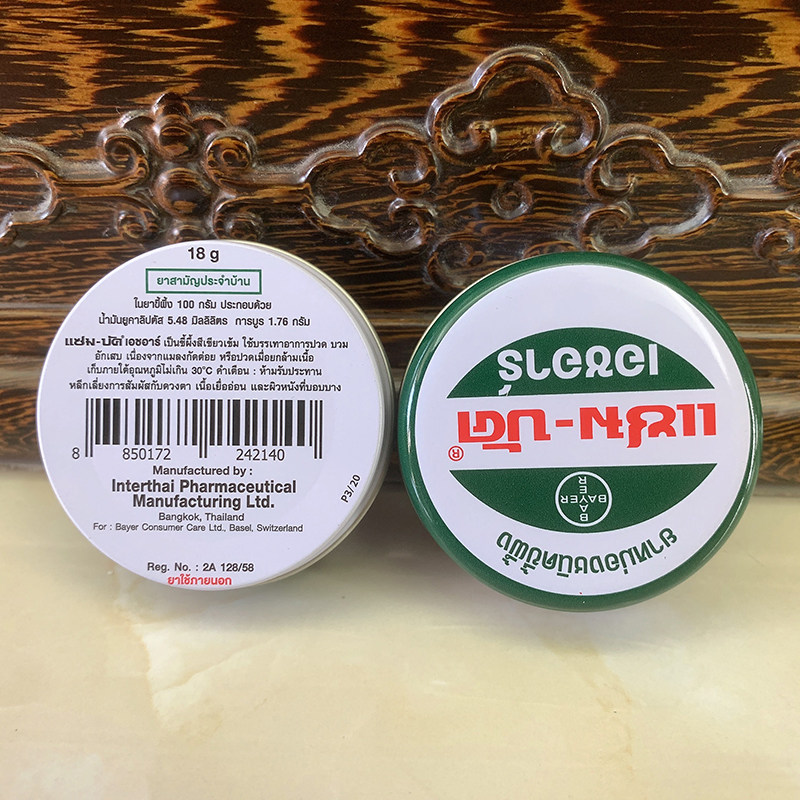 18 g
ยาสามัญประจำบ้าน
ในยาขี้ผึ้ง 100 กรัม ประกอบด้วย
น้ำมันยูคาลิปตัส 5.48 มิลลิลิตร การบูร 1.76 กรัม
แซม-บัค เอชอาร์ เป็นขี้ผึ้งสีเขียวเข้ม ใช้บรรเทาอาการปวด บวม
อักเสบ เนื่องจากแมลงกัดต่อย หรือปวดเมื่อยกล้ามเนื้อ
เก็บภายใต้อุณหภูมิไม่เกิน 30°C คำเตือน : ห้ามรับประทาน
หลีกเลี่ยงการสัมผัสกับดวงตา เนื้อเยื่ออ่อน และผิวหนังที่บอบบาง
8 850172 242140
Manufactured by :
Interthai Pharmaceutical
Manufacturing Ltd.
Bangkok, Thailand
For : Bayer Consumer Care Ltd., Basel, Switzerland
P3/20
Reg. No. : 2A 128/58
ยาใช้ภายนอก
ยาหม่องชนิดขี้ผึ้ง
BAYER
BAYER
แซม-บัค®
เอชอาร์